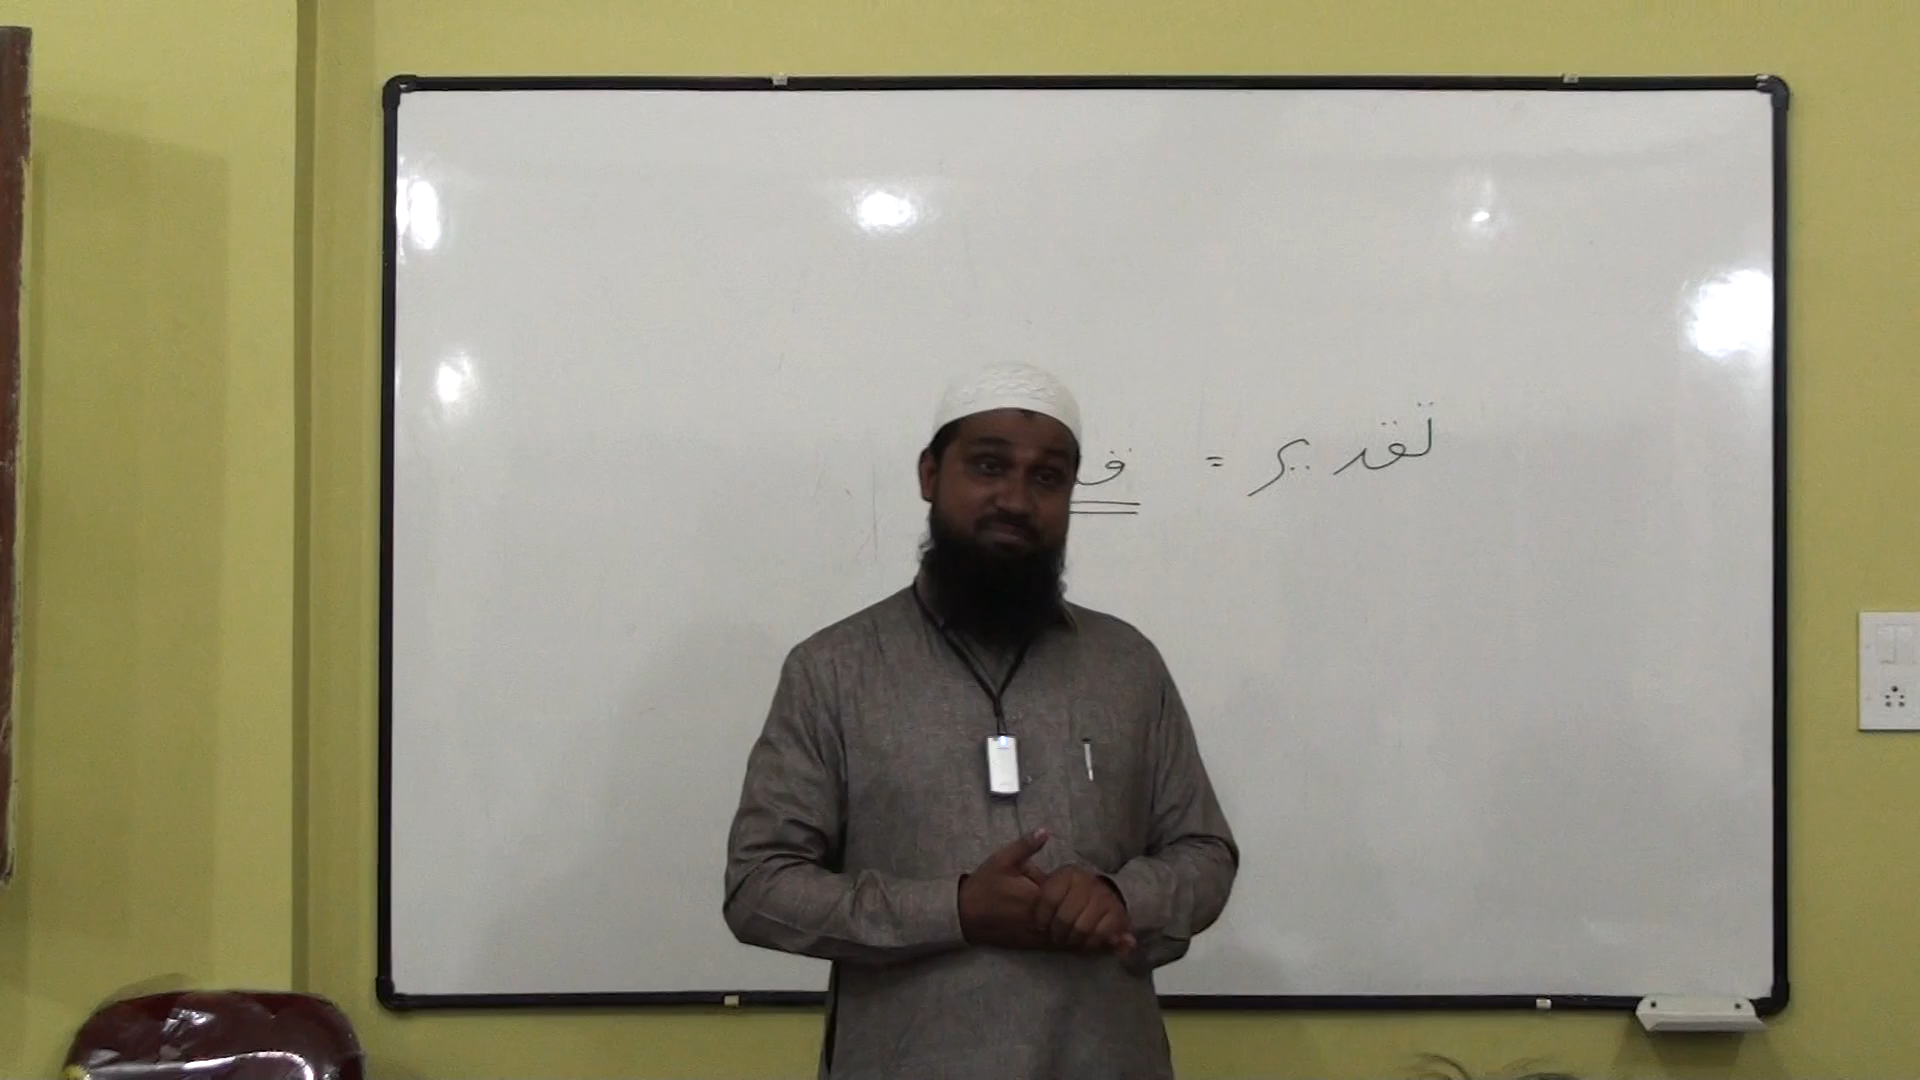 تقدیر = ق